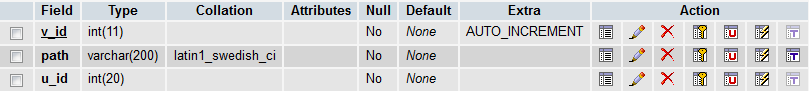 Field Type Collation Attributes Null Default Extra Action
v_id int(11) No None AUTO_INCREMENT
path varchar(200) latin1_swedish_ci No None
u_id int(20) No None